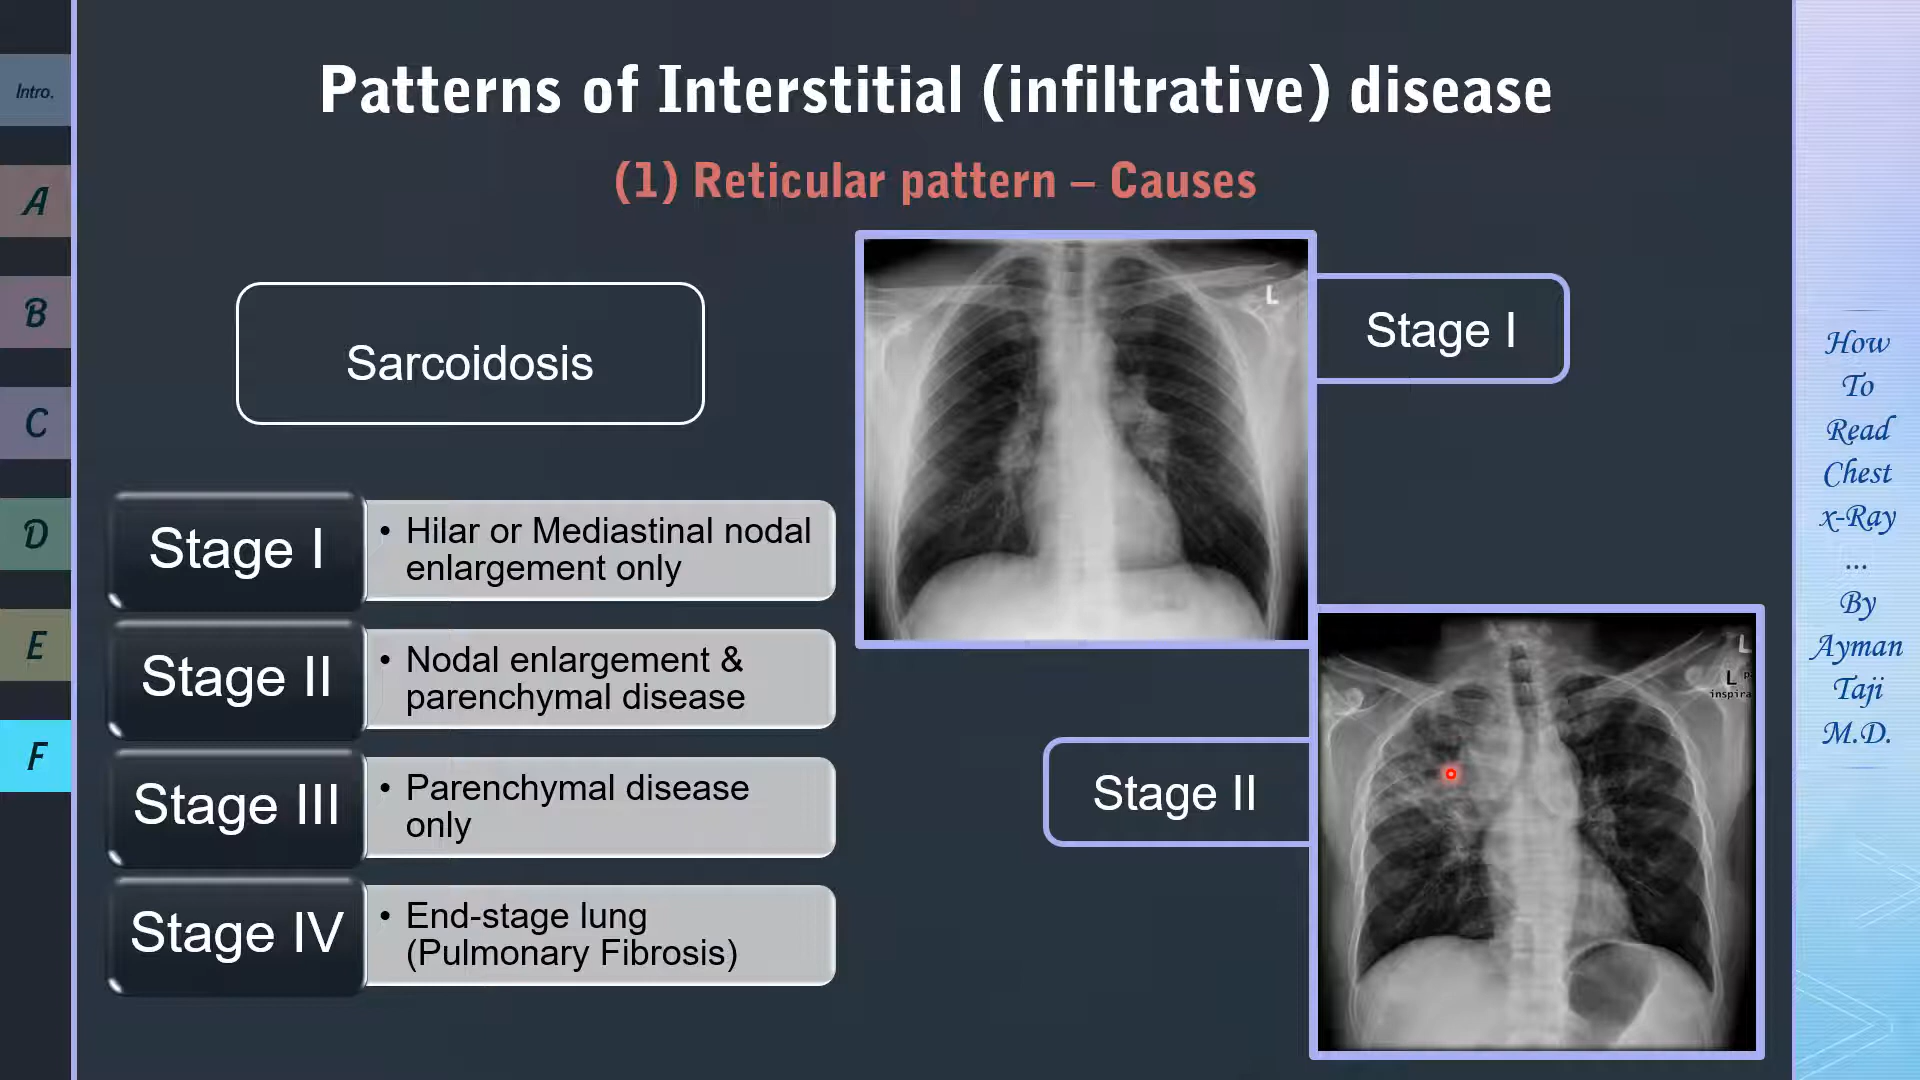 Patterns of Interstitial (infiltrative) disease
(1) Reticular pattern – Causes
Intro.
A
B
C
D
E
F
Sarcoidosis
Stage I
• Hilar or Mediastinal nodal
enlargement only
Stage II
• Nodal enlargement &
parenchymal disease
Stage III
• Parenchymal disease
only
Stage IV
• End-stage lung
(Pulmonary Fibrosis)
L
Stage I
Stage II
L
L
inspira
How
To
Read
Chest
x-Ray
...
By
Ayman
Taji
M.D.